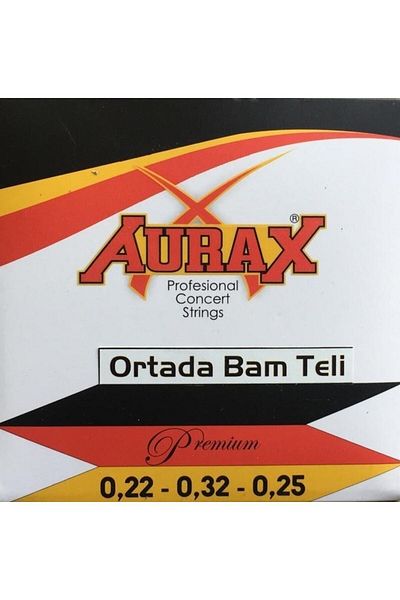 AURAX®
Profesional
Concert
Strings
Ortada Bam Teli
Premium
0,22 - 0,32 - 0,25